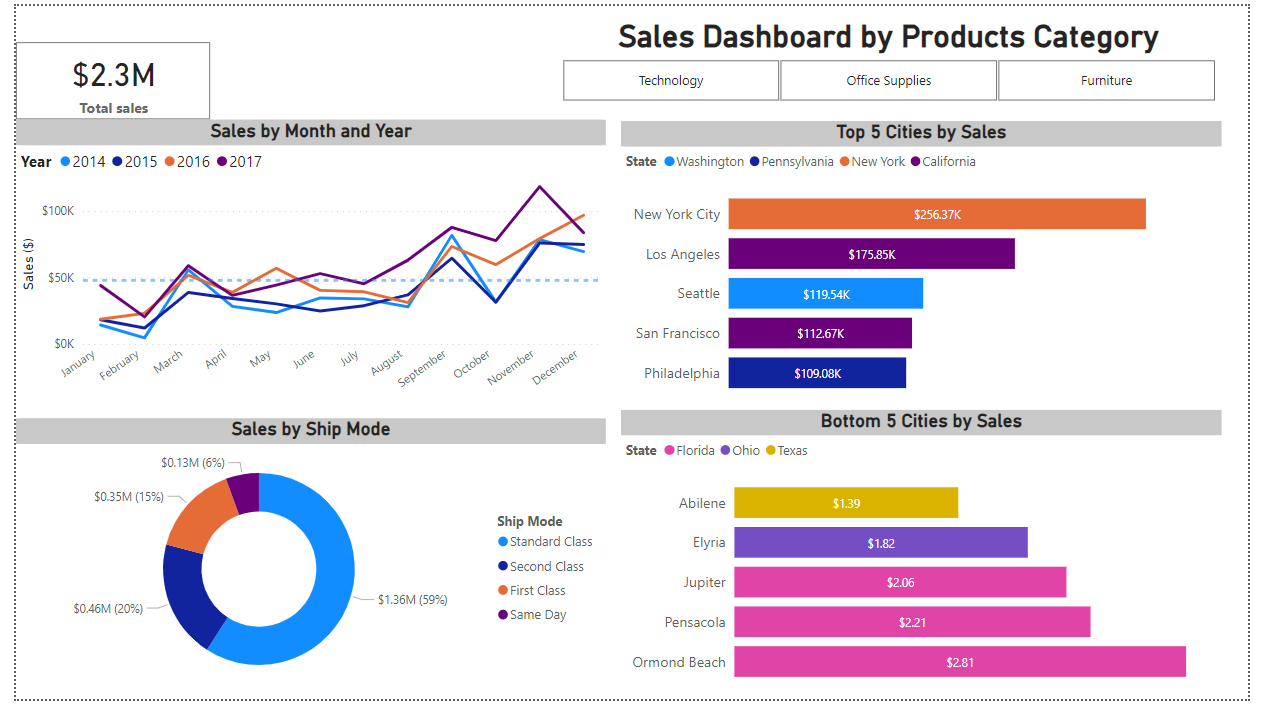 Sales Dashboard by Products Category
$2.3M
Total sales
Technology
Office Supplies
Furniture
Sales by Month and Year
Year 2014 2015 2016 2017
Sales ($)
$100K
$50K
$0K
January
February
March
April
May
June
July
August
September
October
November
December
Top 5 Cities by Sales
State Washington Pennsylvania New York California
New York City $256.37K
Los Angeles $175.85K
Seattle $119.54K
San Francisco $112.67K
Philadelphia $109.08K
Sales by Ship Mode
$0.13M (6%)
$0.35M (15%)
$0.46M (20%)
$1.36M (59%)
Ship Mode
Standard Class
Second Class
First Class
Same Day
Bottom 5 Cities by Sales
State Florida Ohio Texas
Abilene $1.39
Elyria $1.82
Jupiter $2.06
Pensacola $2.21
Ormond Beach $2.81